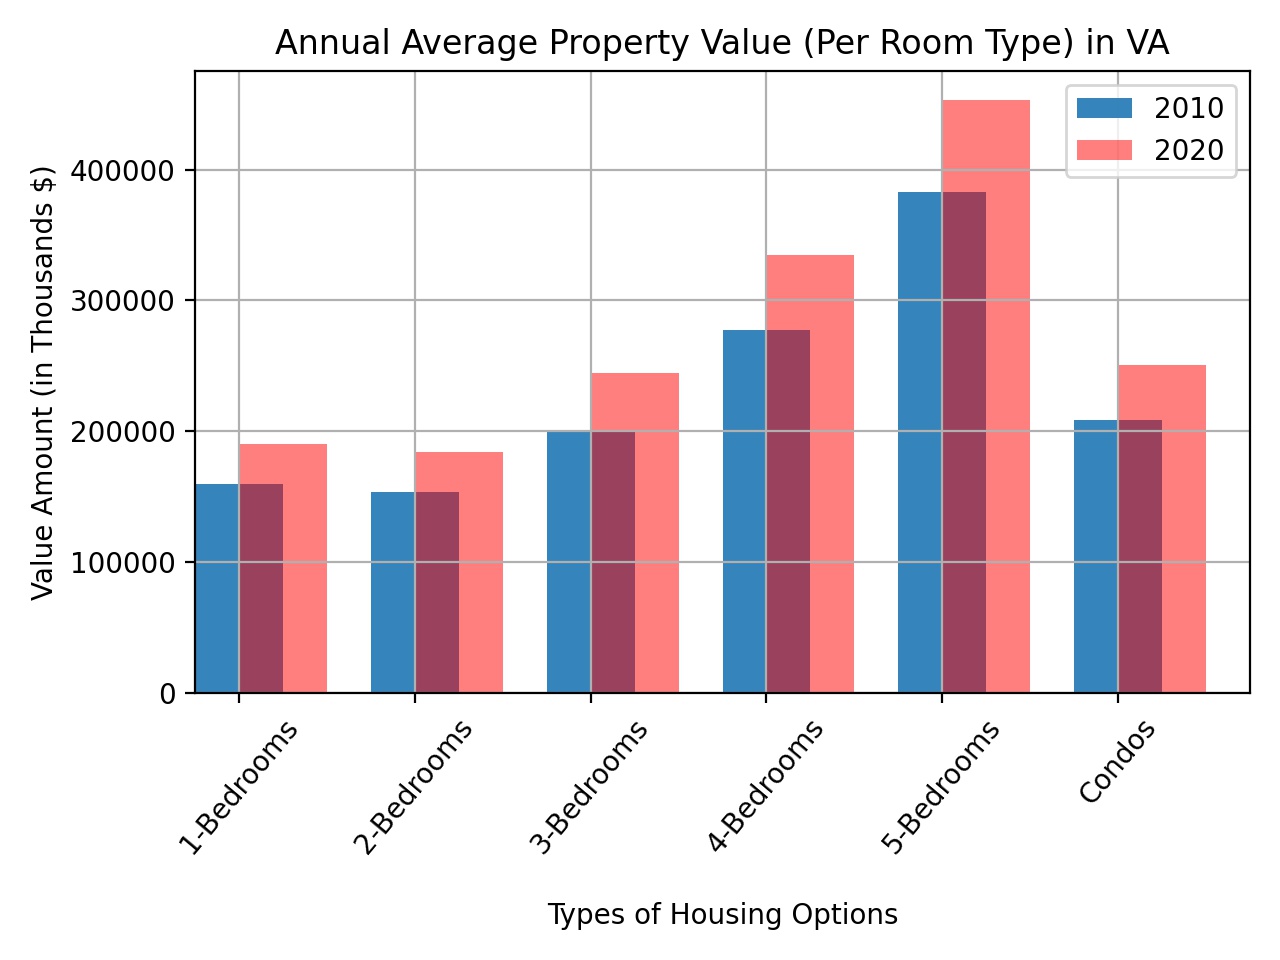 Annual Average Property Value (Per Room Type) in VA
2010
2020
Value Amount (in Thousands $)
400000
300000
200000
100000
0
1-Bedrooms
2-Bedrooms
3-Bedrooms
4-Bedrooms
5-Bedrooms
Condos
Types of Housing Options